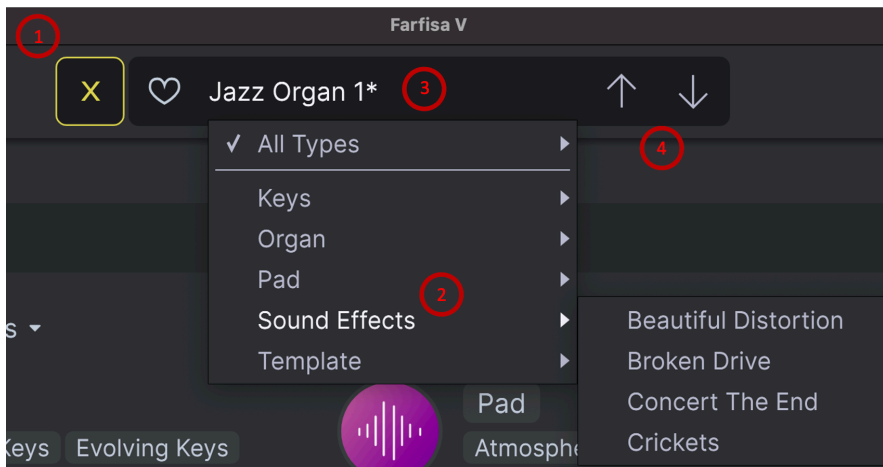 Farfisa V
1
X
Jazz Organ 1*
3
4
All Types
Keys
Organ
Pad
2
Sound Effects
Template
Beautiful Distortion
Broken Drive
Concert The End
Crickets
s
Pad
Keys
Evolving Keys
Atmosphe